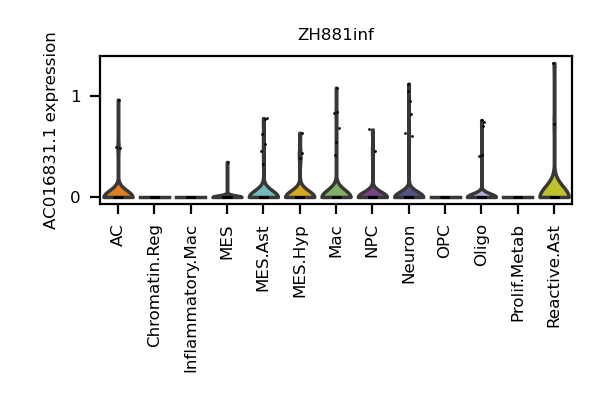 ZH881inf
AC016831.1 expression
1
0
AC
Chromatin.Reg
Inflammatory.Mac
MES
MES.Ast
MES.Hyp
Mac
NPC
Neuron
OPC
Oligo
Prolif.Metab
Reactive.Ast